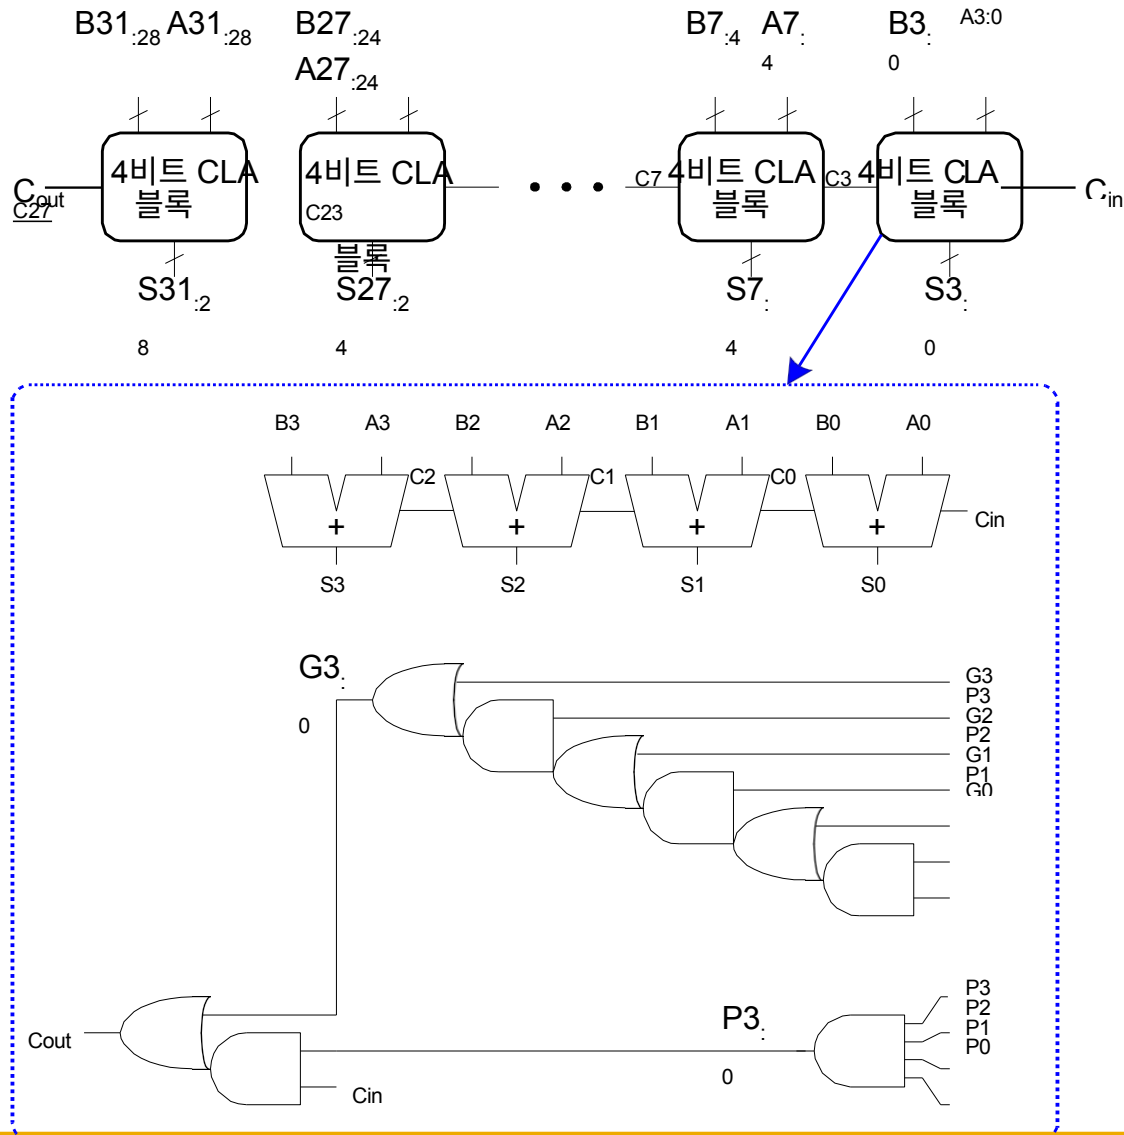 B31:28 A31:28 B27:24 B7:4 A7: B3: A3:0
A27:24 4 0
4비트 CLA 4비트 CLA C7 4비트 CLA C3 4비트 CLA
Cout 블록 C23 블록 블록 Cin
C27
블록
S31:2 S27:2 S7: S3:
8 4 4 0
B3 A3 B2 A2 B1 A1 B0 A0
C2 C1 C0
+ + + + Cin
S3 S2 S1 S0
G3:
0
G3
P3
G2
P2
G1
P1
G0
P3
P2
P1
P0
P3:
0
Cout
Cin